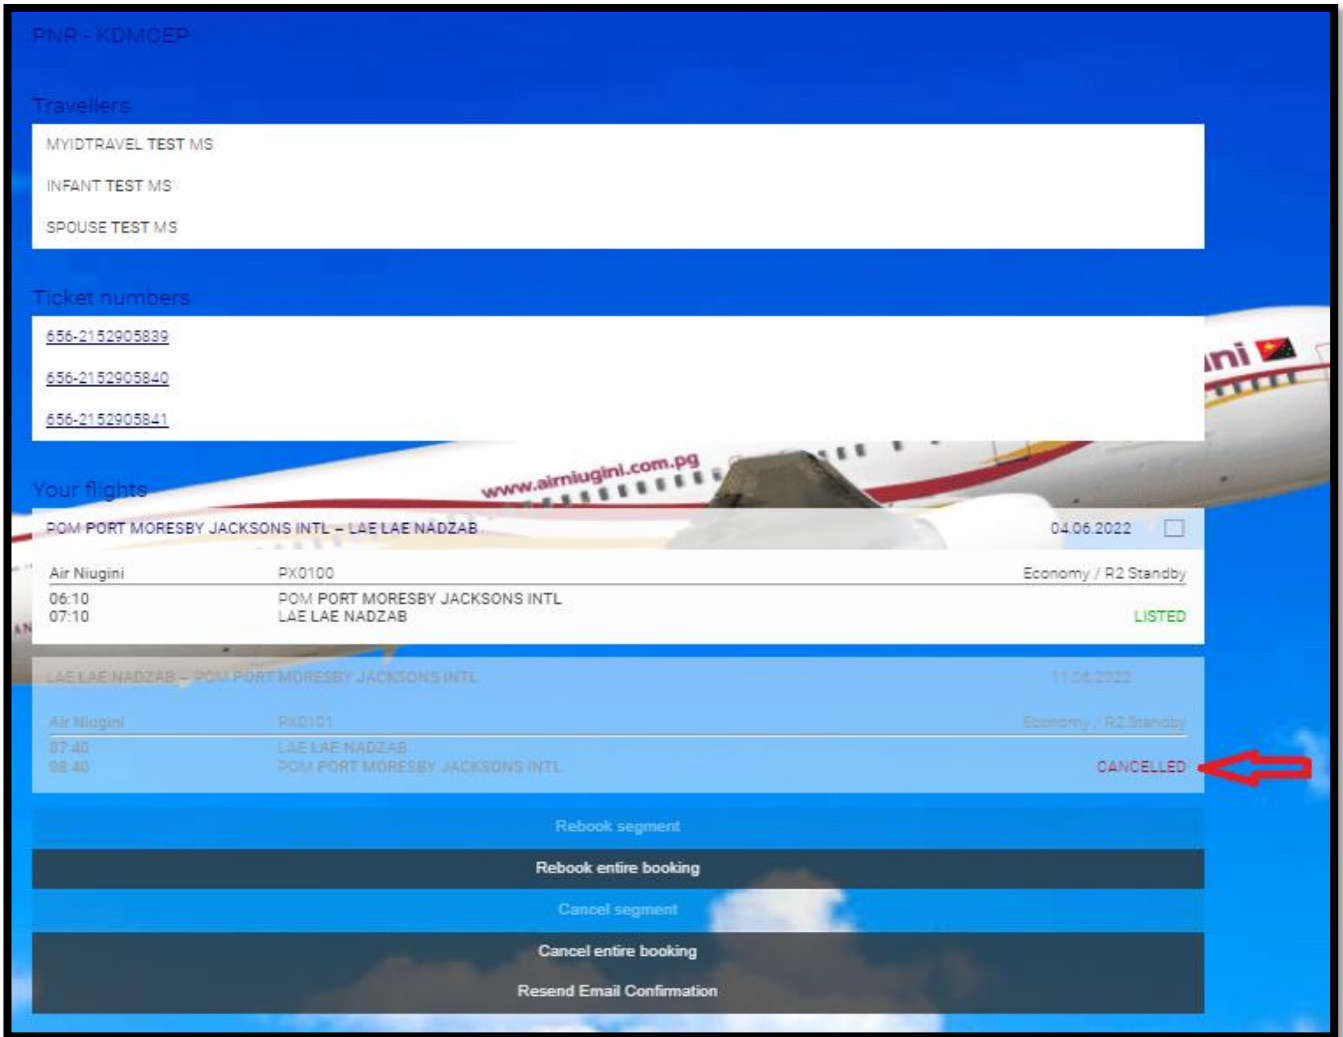 PNR - KDMCEP
Travellers
MYIDTRAVEL TEST MS
INFANT TEST MS
SPOUSE TEST MS
Ticket numbers
656-2152905839
656-2152905840
656-2152905841
ini
www.airniugini.com.pg
Your flights
POM PORT MORESBY JACKSONS INTL – LAE LAE NADZAB 04.06.2022
Air Niugini PX0100 Economy / R2 Standby
06:10 POM PORT MORESBY JACKSONS INTL
07:10 LAE LAE NADZAB LISTED
LAE LAE NADZAB – POM PORT MORESBY JACKSONS INTL 11.06.2022
Air Niugini PX0101 Economy / R2 Standby
07:40 LAE LAE NADZAB
08:40 POM PORT MORESBY JACKSONS INTL CANCELLED
Rebook segment
Rebook entire booking
Cancel segment
Cancel entire booking
Resend Email Confirmation